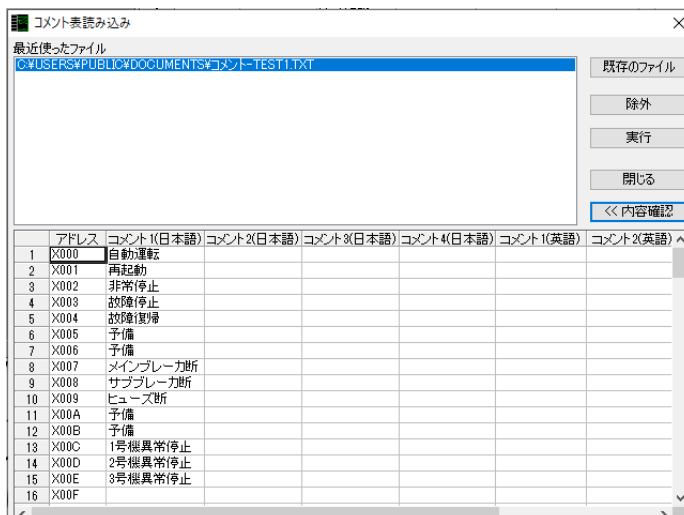 コメント表読み込み
最近使ったファイル
C:¥USERS¥PUBLIC¥DOCUMENTS¥コメント-TEST1.TXT
既存のファイル
除外
実行
閉じる
<< 内容確認
アドレス コメント1(日本語) コメント2(日本語) コメント3(日本語) コメント4(日本語) コメント1(英語) コメント2(英語)
1 X000 自動運転
2 X001 再起動
3 X002 非常停止
4 X003 故障停止
5 X004 故障復帰
6 X005 予備
7 X006 予備
8 X007 メインブレーカ断
9 X008 サブブレーカ断
10 X009 ヒューズ断
11 X00A 予備
12 X00B 予備
13 X00C 1号機異常停止
14 X00D 2号機異常停止
15 X00E 3号機異常停止
16 X00F